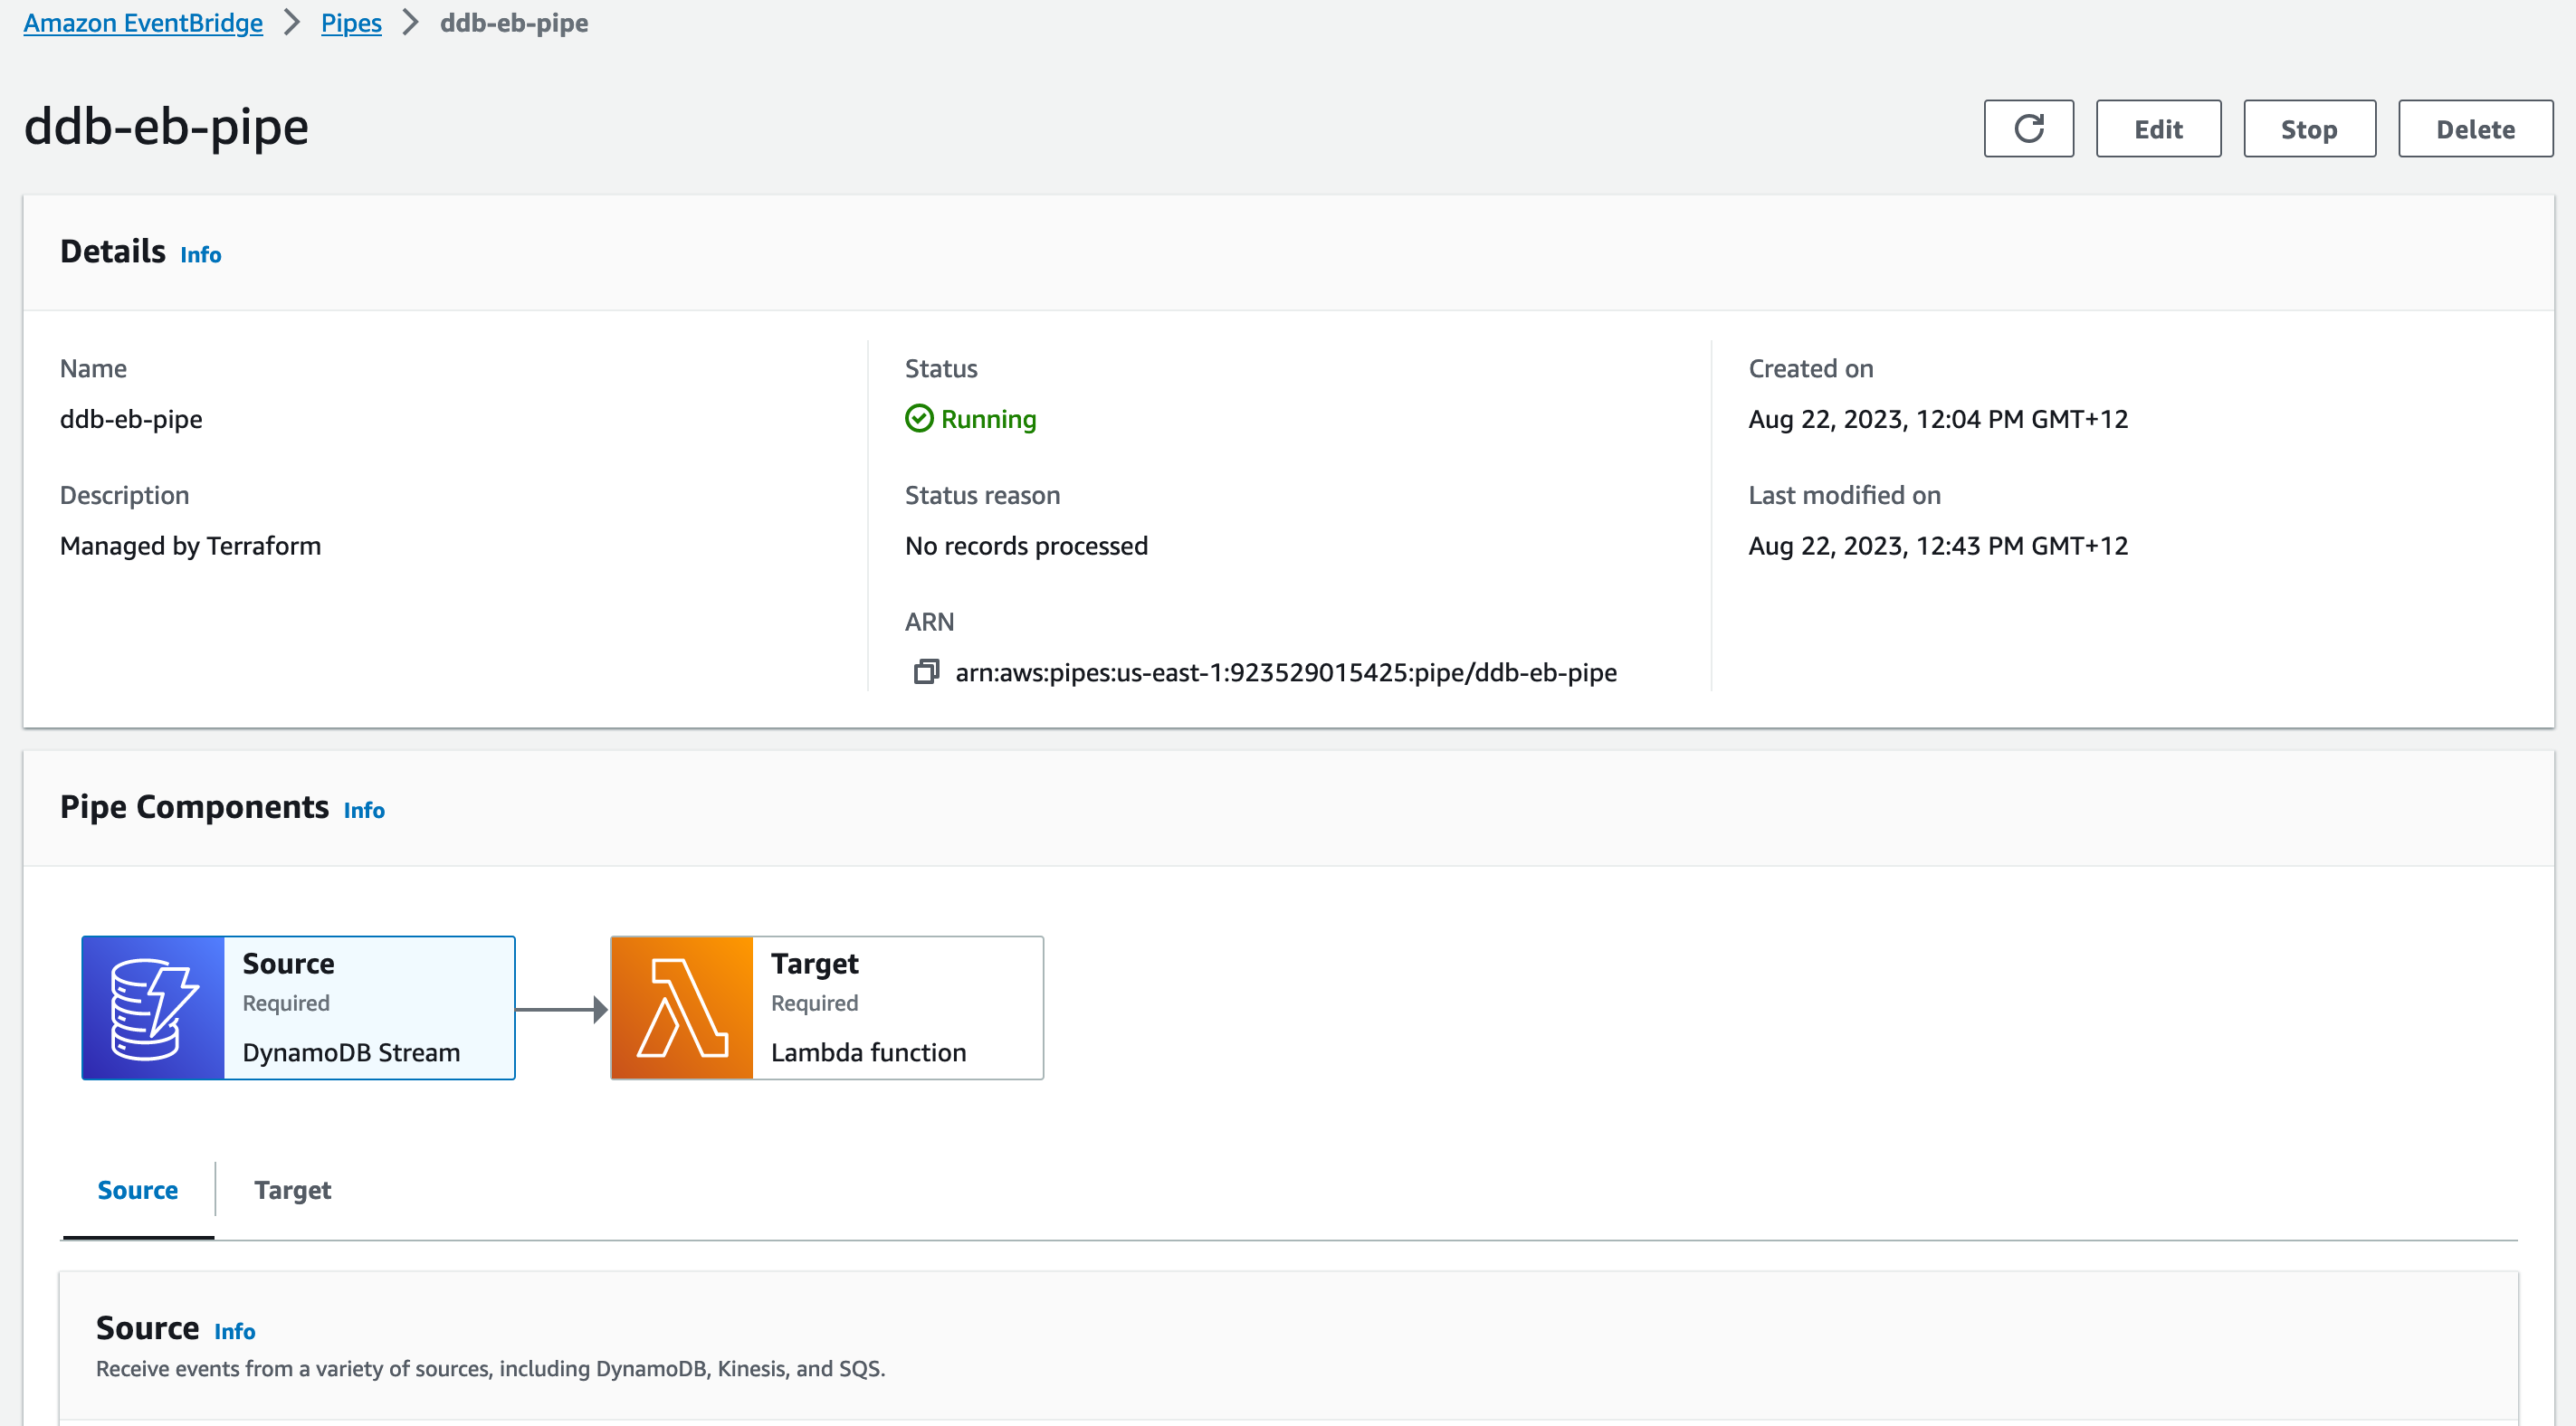 Amazon EventBridge > Pipes > ddb-eb-pipe
ddb-eb-pipe
Edit
Stop
Delete
Details Info
Name
ddb-eb-pipe
Description
Managed by Terraform
Status
Running
Status reason
No records processed
ARN
arn:aws:pipes:us-east-1:923529015425:pipe/ddb-eb-pipe
Created on
Aug 22, 2023, 12:04 PM GMT+12
Last modified on
Aug 22, 2023, 12:43 PM GMT+12
Pipe Components Info
Source
Required
DynamoDB Stream
Target
Required
Lambda function
Source
Target
Source Info
Receive events from a variety of sources, including DynamoDB, Kinesis, and SQS.